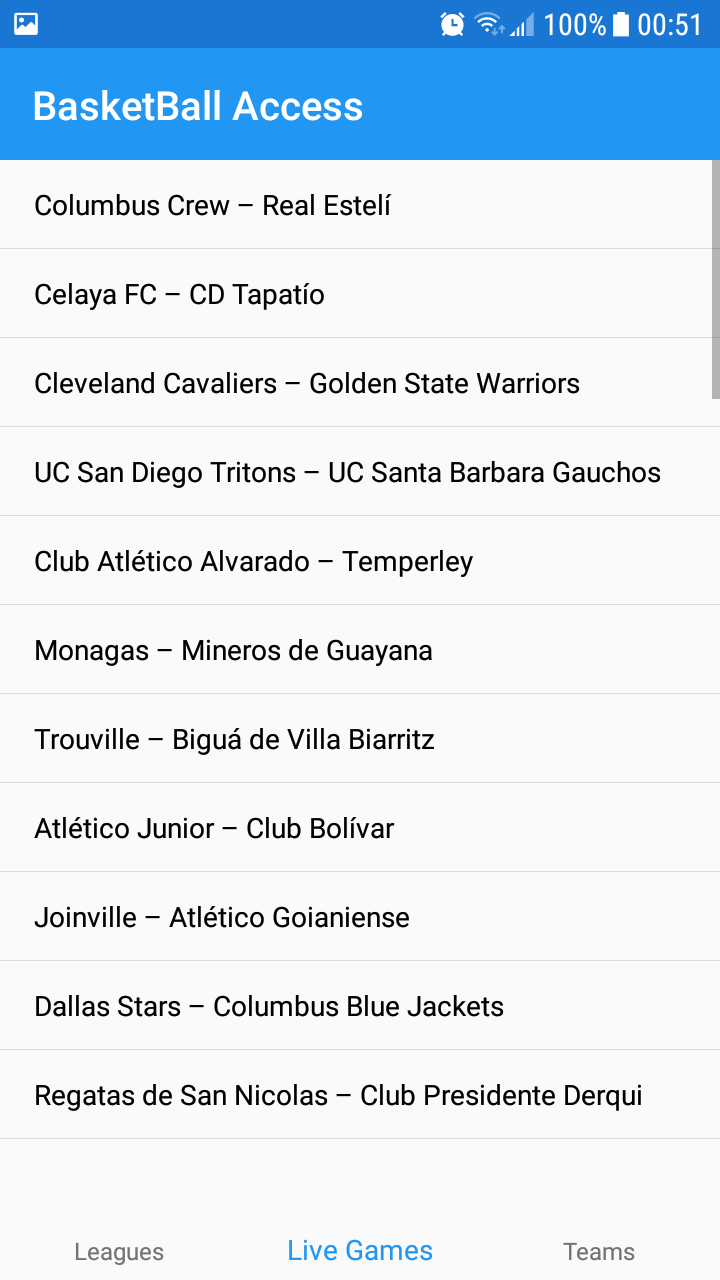 100% 00:51
BasketBall Access
Columbus Crew – Real Estelí
Celaya FC – CD Tapatío
Cleveland Cavaliers – Golden State Warriors
UC San Diego Tritons – UC Santa Barbara Gauchos
Club Atlético Alvarado – Temperley
Monagas – Mineros de Guayana
Trouville – Biguá de Villa Biarritz
Atlético Junior – Club Bolívar
Joinville – Atlético Goianiense
Dallas Stars – Columbus Blue Jackets
Regatas de San Nicolas – Club Presidente Derqui
Leagues Live Games Teams